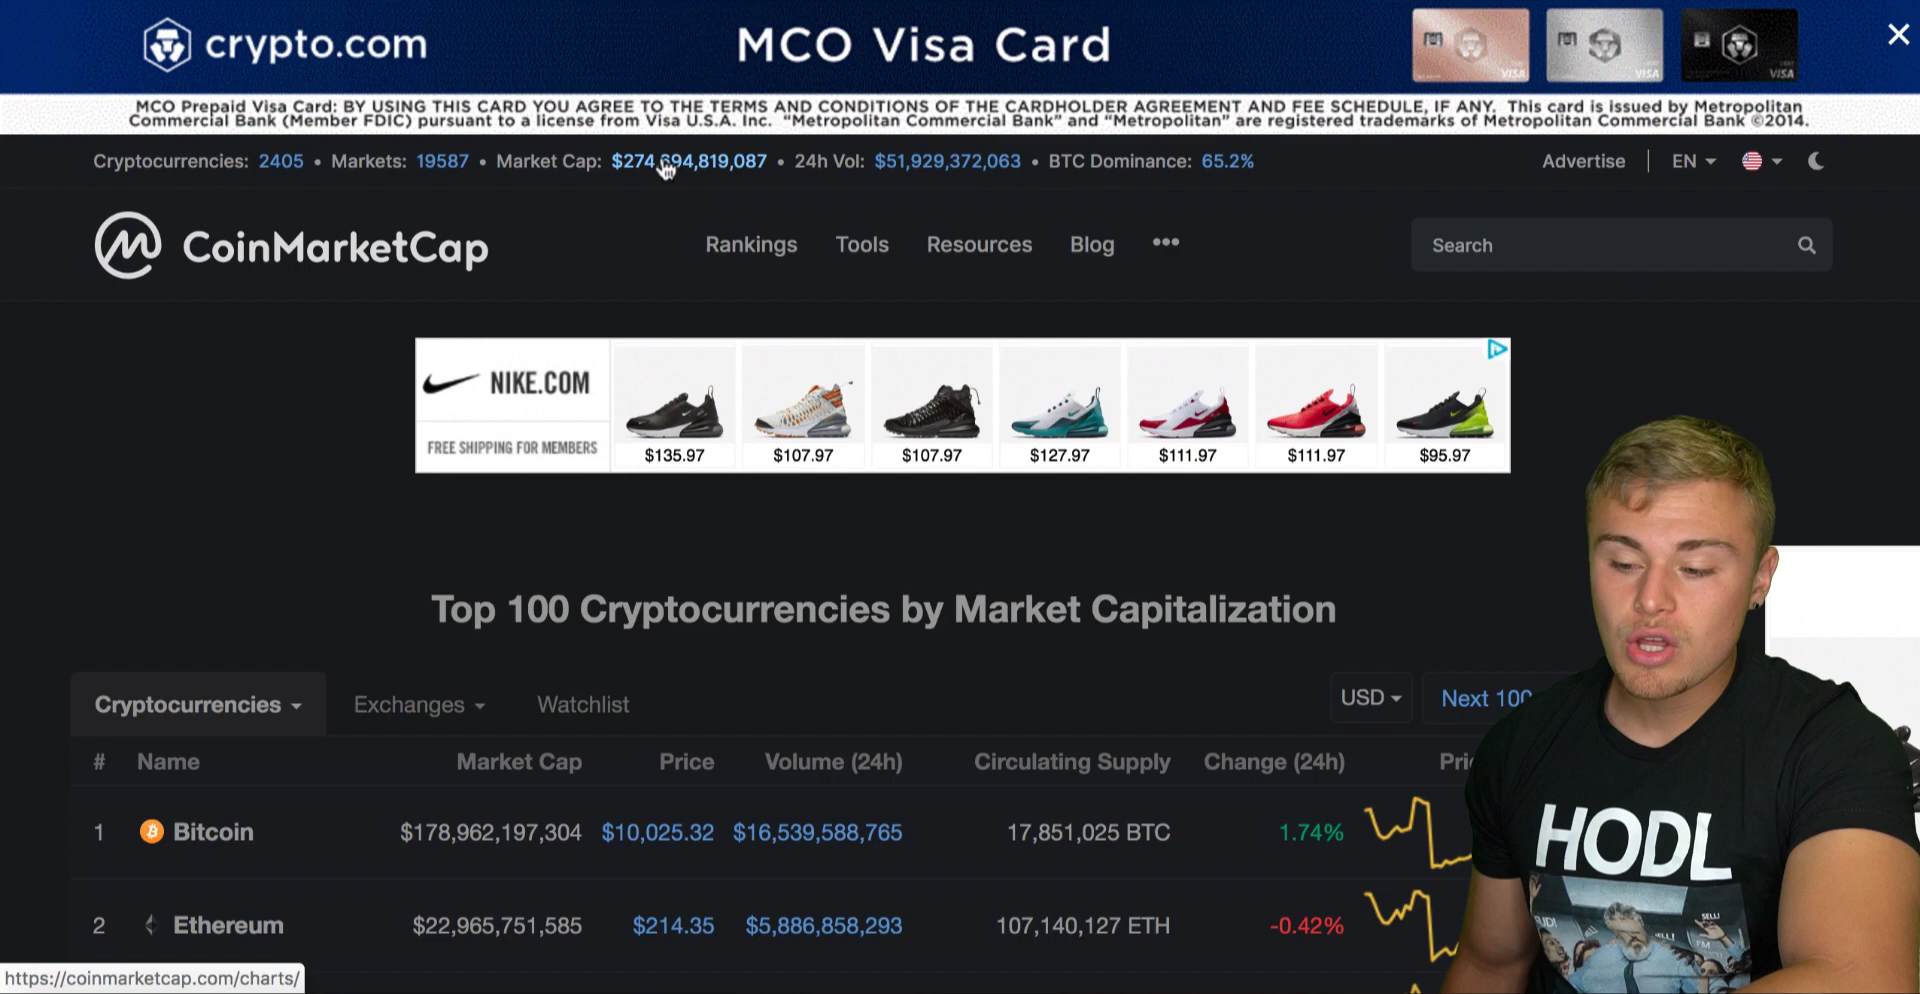 crypto.com
MCO Visa Card
VISA
VISA
VISA
MCO Prepaid Visa Card: BY USING THIS CARD YOU AGREE TO THE TERMS AND CONDITIONS OF THE CARDHOLDER AGREEMENT AND FEE SCHEDULE, IF ANY. This card is issued by Metropolitan
Commercial Bank (Member FDIC) pursuant to a license from Visa U.S.A. Inc. “Metropolitan Commercial Bank” and “Metropolitan” are registered trademarks of Metropolitan Commercial Bank ©2014.
Cryptocurrencies: 2405 • Markets: 19587 • Market Cap: $274,694,819,087 • 24h Vol: $51,929,372,063 • BTC Dominance: 65.2%
Advertise EN
CoinMarketCap
Rankings Tools Resources Blog •••
Search
NIKE.COM
FREE SHIPPING FOR MEMBERS
$135.97 $107.97 $107.97 $127.97 $111.97 $111.97 $95.97
Top 100 Cryptocurrencies by Market Capitalization
Cryptocurrencies Exchanges Watchlist USD Next 100
# Name Market Cap Price Volume (24h) Circulating Supply Change (24h)
1 Bitcoin $178,962,197,304 $10,025.32 $16,539,588,765 17,851,025 BTC 1.74%
2 Ethereum $22,965,751,585 $214.35 $5,886,858,293 107,140,127 ETH -0.42%
HODL
SELL!
I'M
https://coinmarketcap.com/charts/